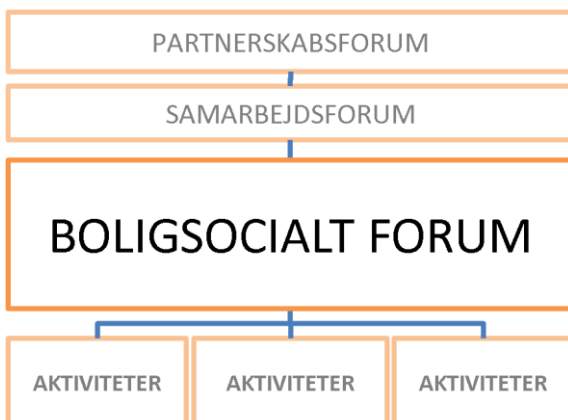 PARTNERSKABSFORUM
SAMARBEJDSFORUM
BOLIGSOCIALT FORUM
AKTIVITETER
AKTIVITETER
AKTIVITETER